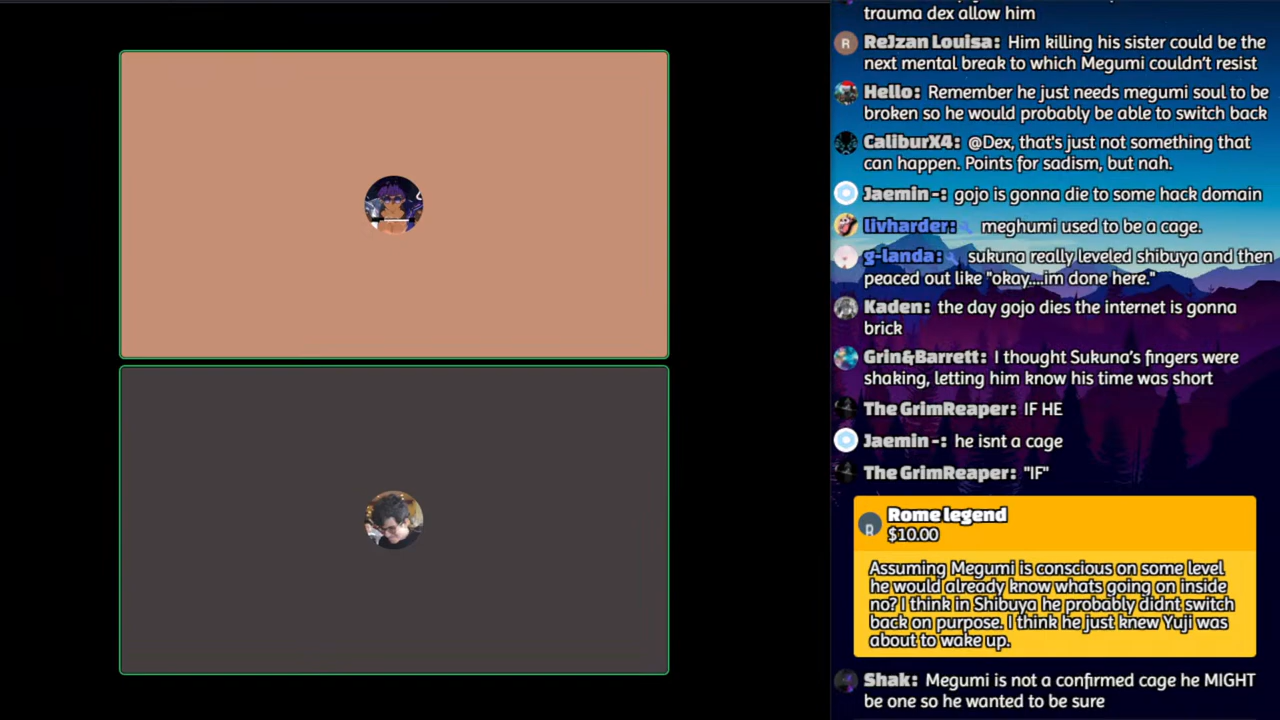 trauma dex allow him
R
ReJzan Louisa: Him killing his sister could be the
next mental break to which Megumi couldn't resist
Hello: Remember he just needs megumi soul to be
broken so he would probably be able to switch back
CaliburX4: @Dex, that's just not something that
can happen. Points for sadism, but nah.
Jaemin -: gojo is gonna die to some hack domain
livharder: meghumi used to be a cage.
g-landa: sukuna really leveled shibuya and then
peaced out like "okay....im done here."
Kaden: the day gojo dies the internet is gonna
brick
Grin&Barrett: I thought Sukuna's fingers were
shaking, letting him know his time was short
The GrimReaper: IF HE
Jaemin -: he isnt a cage
The GrimReaper: "IF"
R
Rome legend
$10.00
Assuming Megumi is conscious on some level
he would already know whats going on inside
no? I think in Shibuya he probably didnt switch
back on purpose. I think he just knew Yuji was
about to wake up.
Shak: Megumi is not a confirmed cage he MIGHT
be one so he wanted to be sure